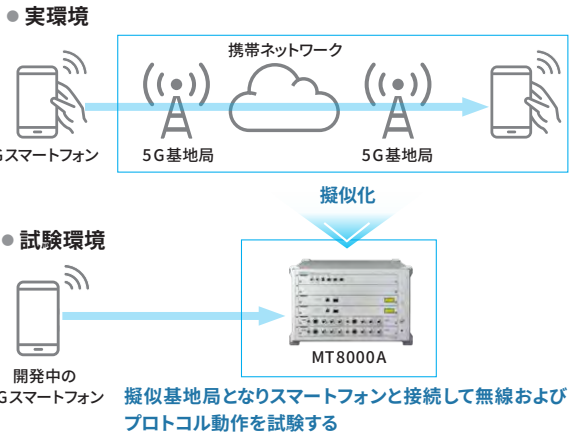 ● 実環境
携帯ネットワーク
Gスマートフォン
5G基地局
5G基地局
擬似化
● 試験環境
MT8000A
開発中の
Gスマートフォン
擬似基地局となりスマートフォンと接続して無線および
プロトコル動作を試験する